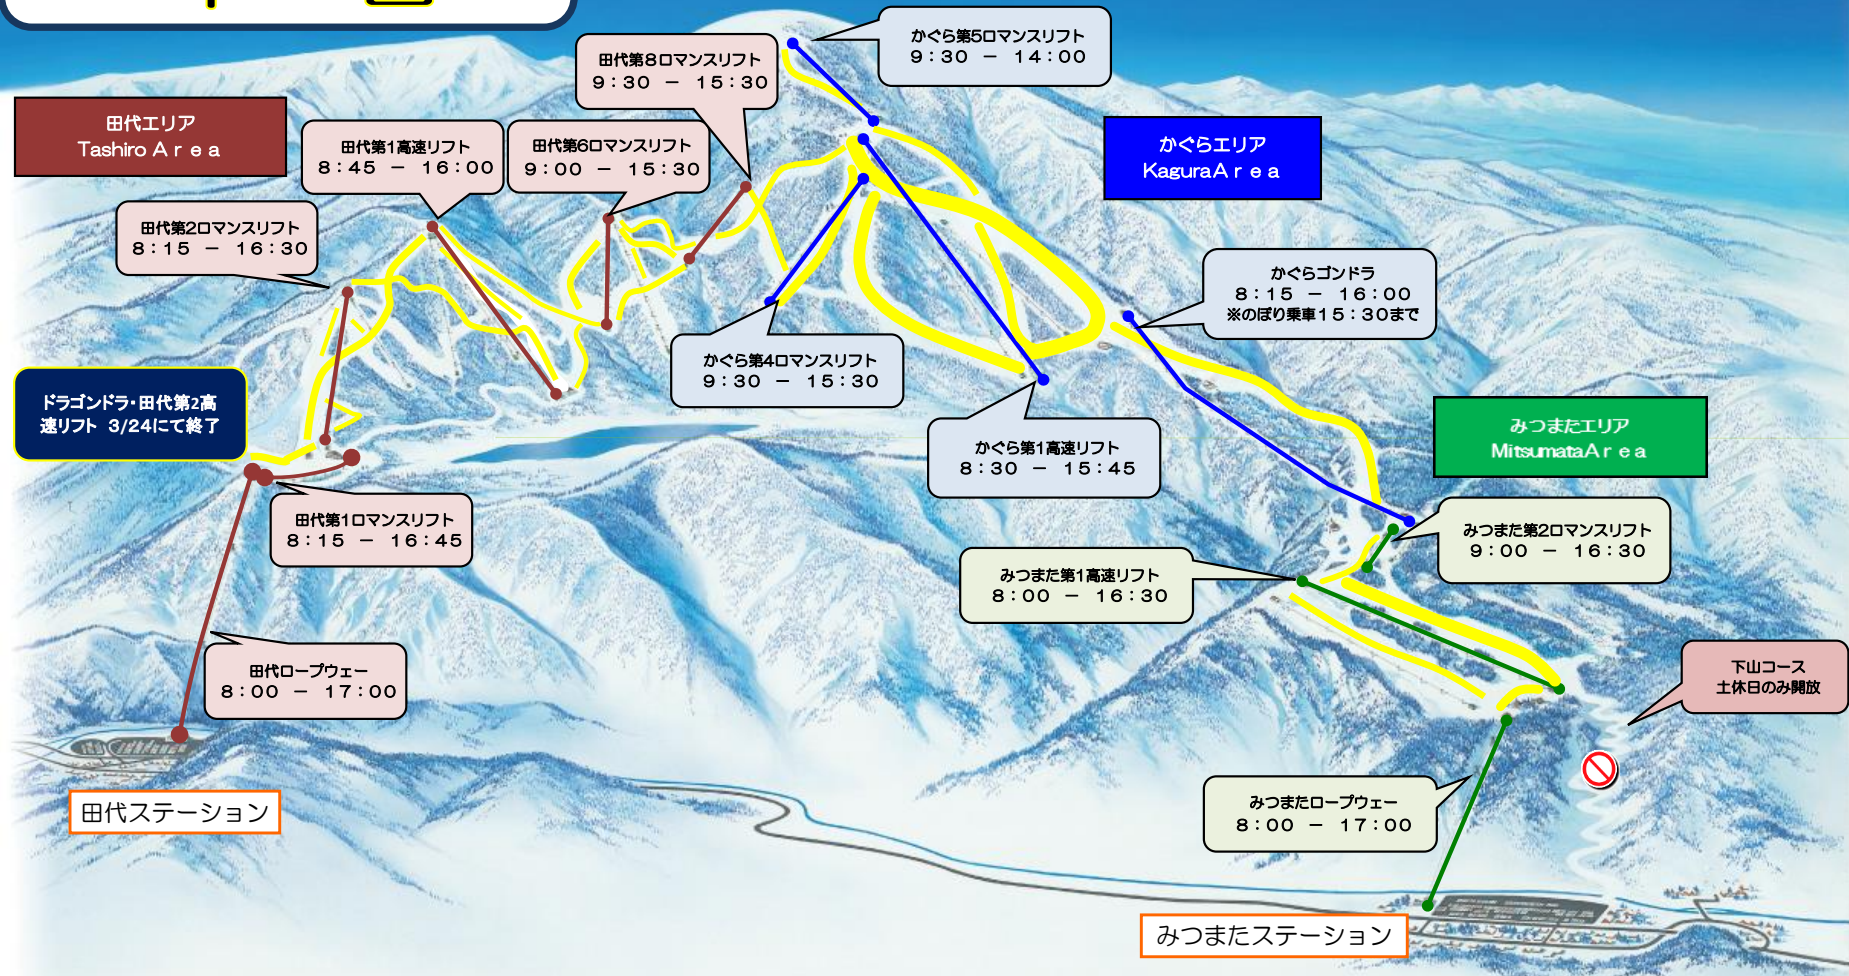 かぐら第5ロマンスリフト
9:30 － 14:00
田代第8ロマンスリフト
9:30 － 15:30
田代エリア
Tashiro Area
田代第1高速リフト
8:45 － 16:00
田代第6ロマンスリフト
9:00 － 15:30
かぐらエリア
KaguraArea
田代第2ロマンスリフト
8:15 － 16:30
かぐらゴンドラ
8:15 － 16:00
※のぼり乗車15:30まで
かぐら第4ロマンスリフト
9:30 － 15:30
ドラゴンドラ・田代第2高
速リフト 3/24にて終了
かぐら第1高速リフト
8:30 － 15:45
みつまたエリア
MitsumataArea
田代第1ロマンスリフト
8:15 － 16:45
みつまた第2ロマンスリフト
9:00 － 16:30
みつまた第1高速リフト
8:00 － 16:30
田代ロープウェー
8:00 － 17:00
下山コース
土休日のみ開放
田代ステーション
みつまたロープウェー
8:00 － 17:00
みつまたステーション